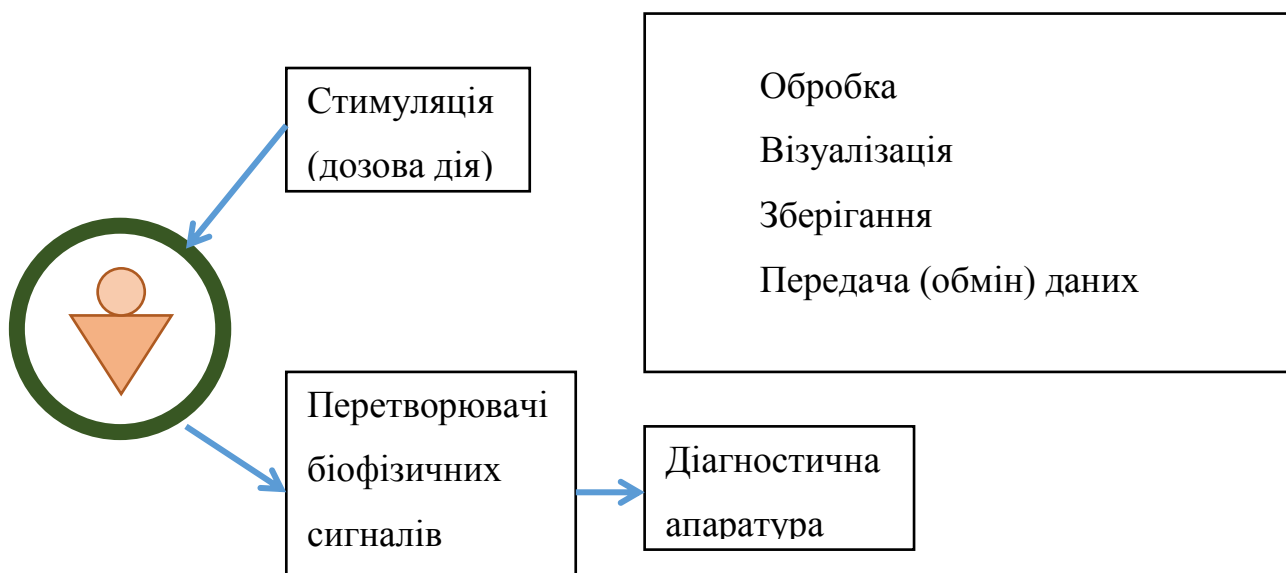 Стимуляція
(дозова дія)
Обробка
Візуалізація
Зберігання
Передача (обмін) даних
Перетворювачі
біофізичних
сигналів
Діагностична
апаратура